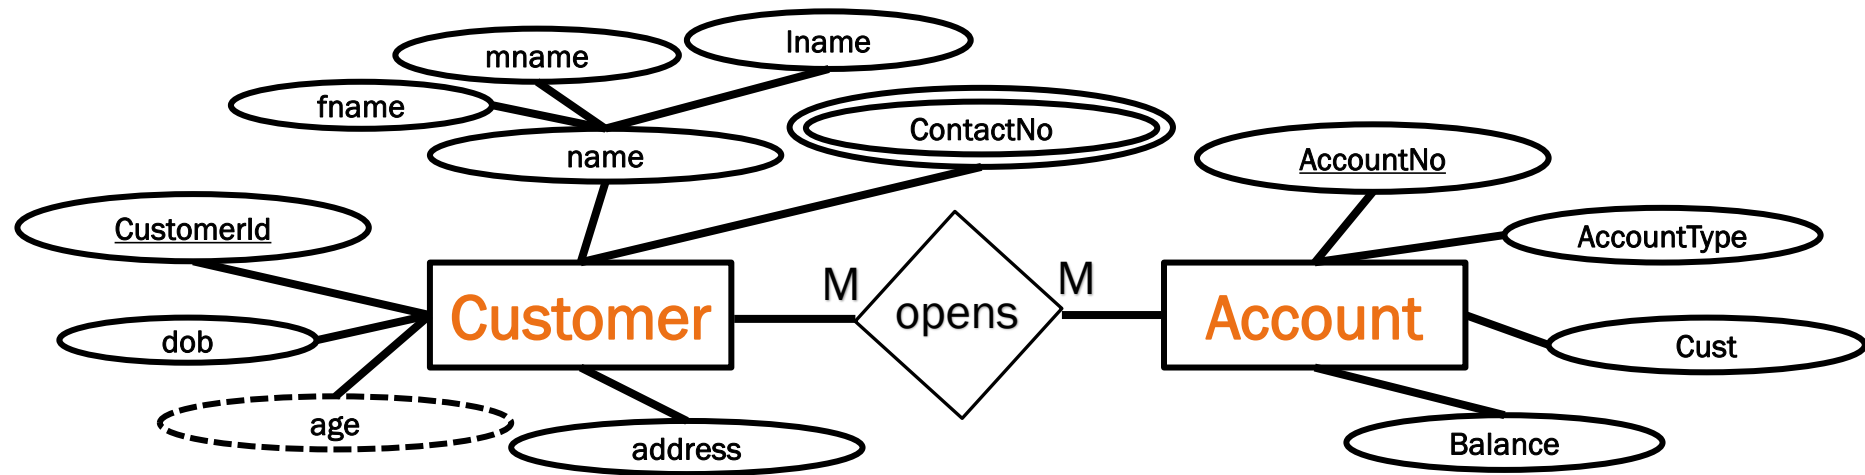 lname
mname
fname
ContactNo
name
AccountNo
CustomerId
AccountType
M
M
Customer
opens
Account
dob
Cust
age
address
Balance